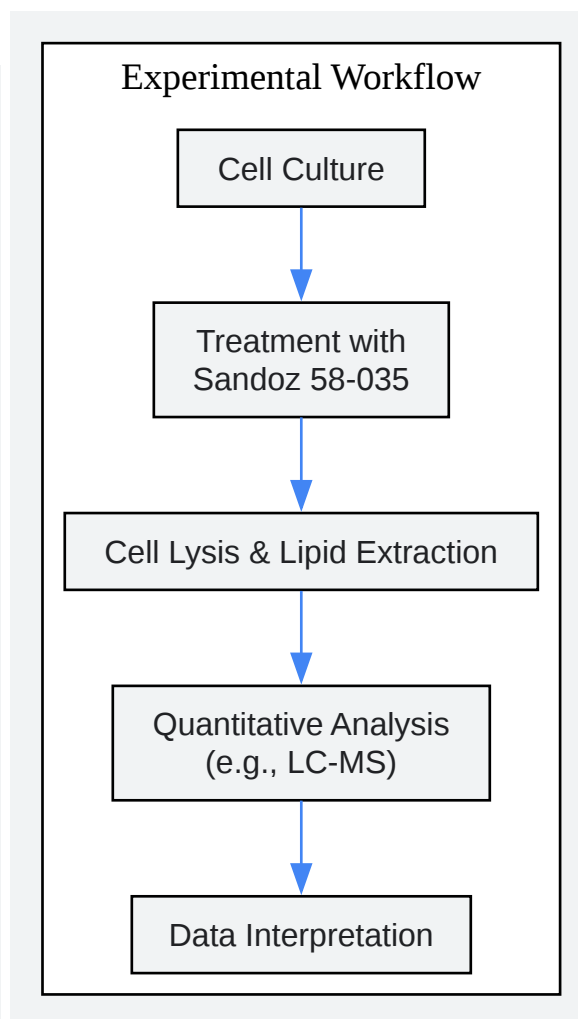 Experimental Workflow
Cell Culture
Treatment with
Sandoz 58-035
Cell Lysis & Lipid Extraction
Quantitative Analysis
(e.g., LC-MS)
Data Interpretation